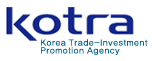 kotra
Korea Trade-Investment
Promotion Agency